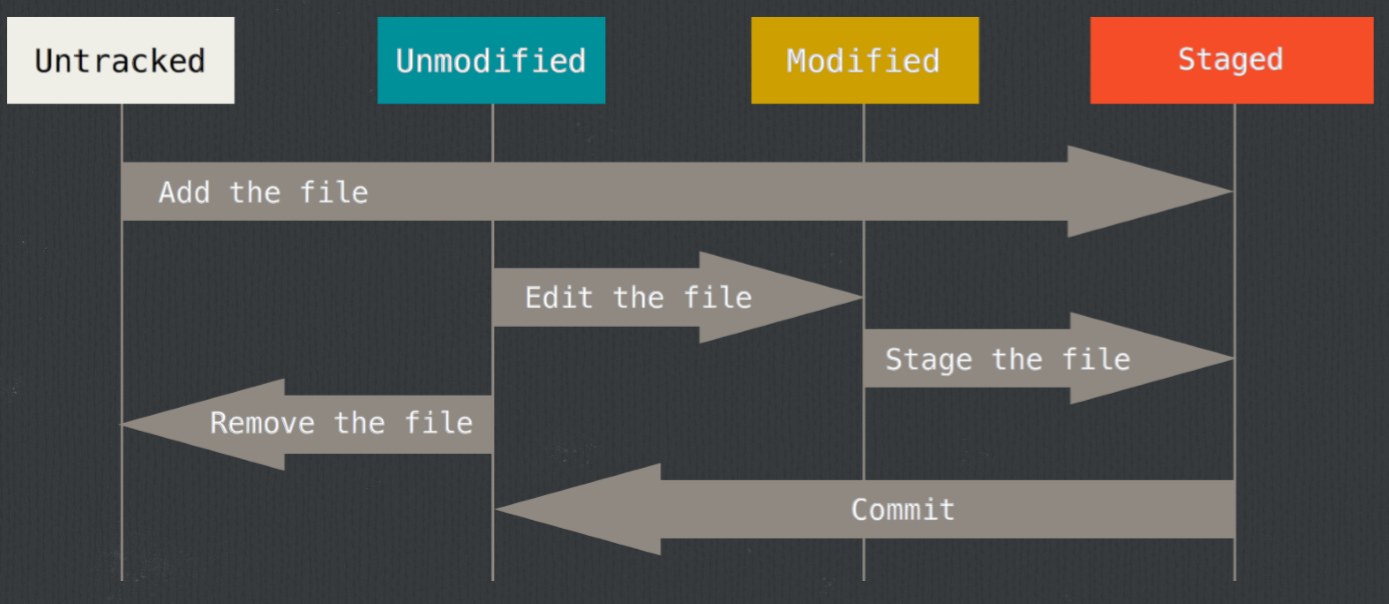 Untracked
Unmodified
Modified
Staged
Add the file
Edit the file
Stage the file
Remove the file
Commit